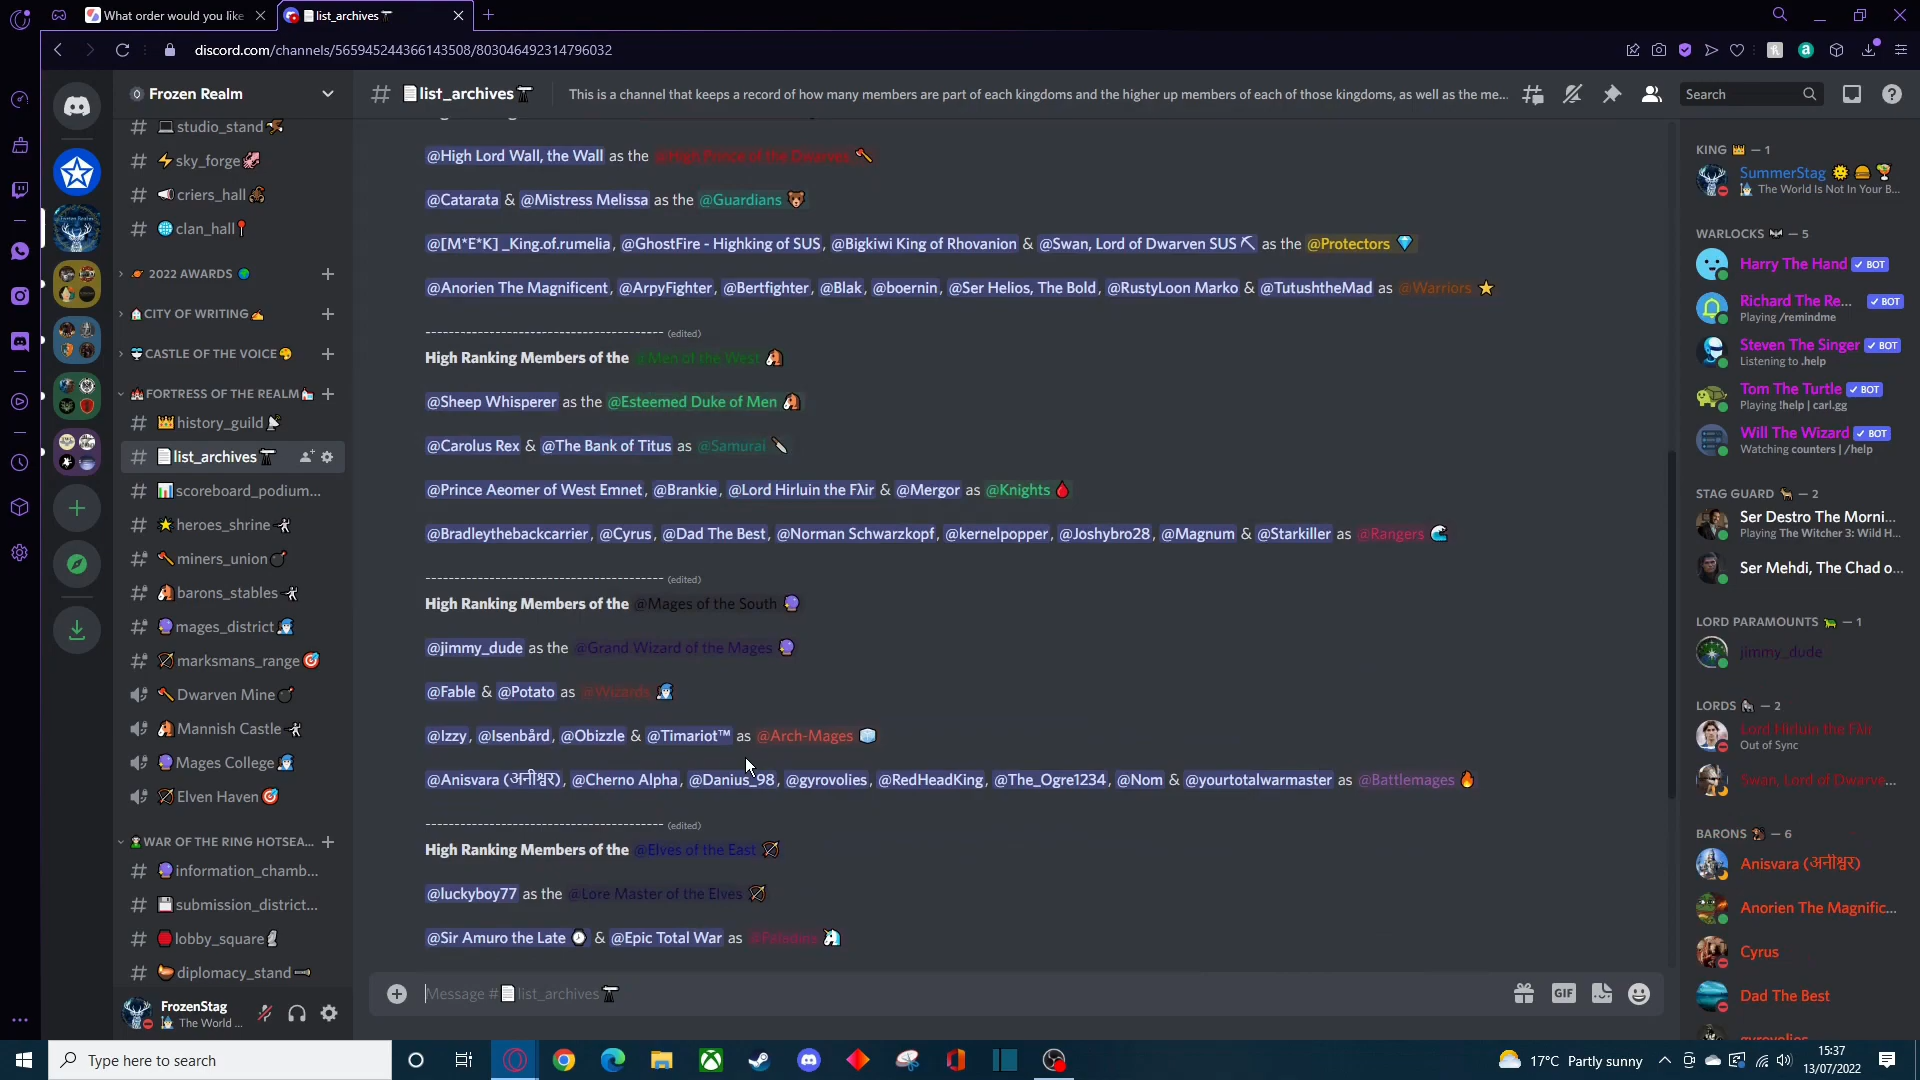 What order would you like
list_archives
discord.com/channels/565945244366143508/803046492314796032
Frozen Realm
list_archives
This is a channel that keeps a record of how many members are part of each kingdoms and the higher up members of each of those kingdoms, as well as the me...
Search
studio_stand
sky_forge
criers_hall
clan_hall
2022 AWARDS
CITY OF WRITING
CASTLE OF THE VOICE
FORTRESS OF THE REALM
history_guild
list_archives
scoreboard_podium...
heroes_shrine
miners_union
barons_stables
mages_district
marksmans_range
Dwarven Mine
Mannish Castle
Mages College
Elven Haven
WAR OF THE RING HOTSEA...
information_chamb...
submission_district...
lobby_square
diplomacy_stand
FrozenStag
The World ...
@High Lord Wall, the Wall as the @High Prince of the Dwarves
@Catarata & @Mistress Melissa as the @Guardians
@[M*E*K] _King.of.rumelia, @GhostFire - Highking of SUS, @Bigkiwi King of Rhovanion & @Swan, Lord of Dwarven SUS as the @Protectors
@Anorien The Magnificent, @ArpyFighter, @Bertfighter, @Blak, @boernin, @Ser Helios, The Bold, @RustyLoon Marko & @TutushtheMad as @Warriors
---------------------------------------- (edited)
High Ranking Members of the @Men of the West
@Sheep Whisperer as the @Esteemed Duke of Men
@Carolus Rex & @The Bank of Titus as @Samurai
@Prince Aeomer of West Emnet, @Brankie, @Lord Hirluin the Fλir & @Mergor as @Knights
@Bradleythebackcarrier, @Cyrus, @Dad The Best, @Norman Schwarzkopf, @kernelpopper, @Joshybro28, @Magnum & @Starkiller as @Rangers
---------------------------------------- (edited)
High Ranking Members of the @Mages of the South
@jimmy_dude as the @Grand Wizard of the Mages
@Fable & @Potato as @Wizards
@Izzy, @Isenbård, @Obizzle & @Timariot™ as @Arch-Mages
@Anisvara (अनीश्वर), @Cherno Alpha, @Danius_98, @gyrovolies, @RedHeadKing, @The_Ogre1234, @Nom & @yourtotalwarmaster as @Battlemages
---------------------------------------- (edited)
High Ranking Members of the @Elves of the East
@luckyboy77 as the @Lore Master of the Elves
@Sir Amuro the Late & @Epic Total War as @Paladins
Message #list_archives
GIF
KING — 1
SummerStag
The World Is Not In Your B...
WARLOCKS — 5
Harry The Hand BOT
Richard The Re... BOT
Playing /remindme
Steven The Singer BOT
Listening to .help
Tom The Turtle BOT
Playing !help | carl.gg
Will The Wizard BOT
Watching counters | /help
STAG GUARD — 2
Ser Destro The Morni...
Playing The Witcher 3: Wild H...
Ser Mehdi, The Chad o...
LORD PARAMOUNTS — 1
jimmy_dude
LORDS — 2
Lord Hirluin the Fλir
Out of Sync
Swan, Lord of Dwarve...
BARONS — 6
Anisvara (अनीश्वर)
Anorien The Magnific...
Cyrus
Dad The Best
Type here to search
17°C Partly sunny
15:37
13/07/2022